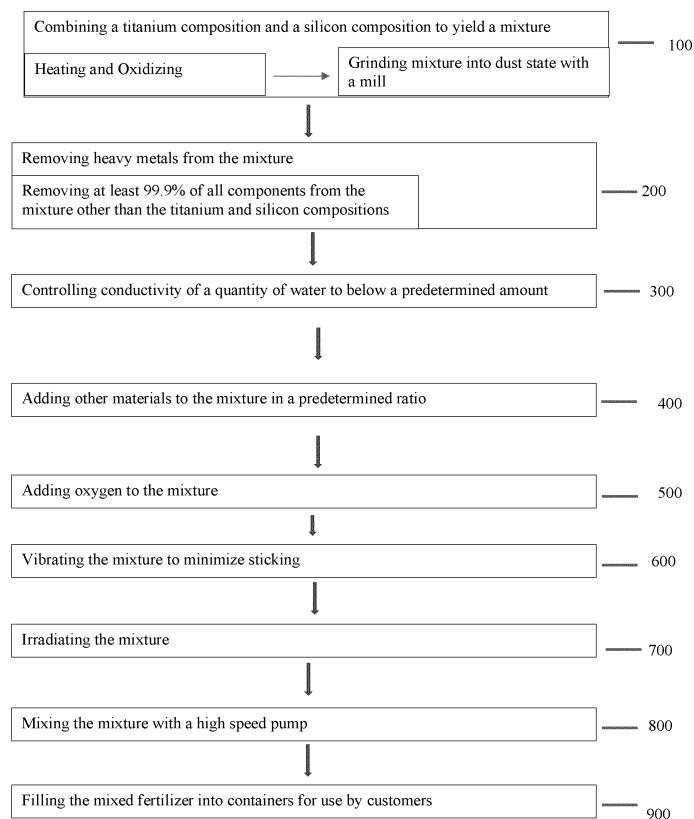 Combining a titanium composition and a silicon composition to yield a mixture
100
Heating and Oxidizing
Grinding mixture into dust state with
a mill
Removing heavy metals from the mixture
200
Removing at least 99.9% of all components from the
mixture other than the titanium and silicon compositions
Controlling conductivity of a quantity of water to below a predetermined amount
300
Adding other materials to the mixture in a predetermined ratio
400
Adding oxygen to the mixture
500
Vibrating the mixture to minimize sticking
600
Irradiating the mixture
700
Mixing the mixture with a high speed pump
800
Filling the mixed fertilizer into containers for use by customers
900